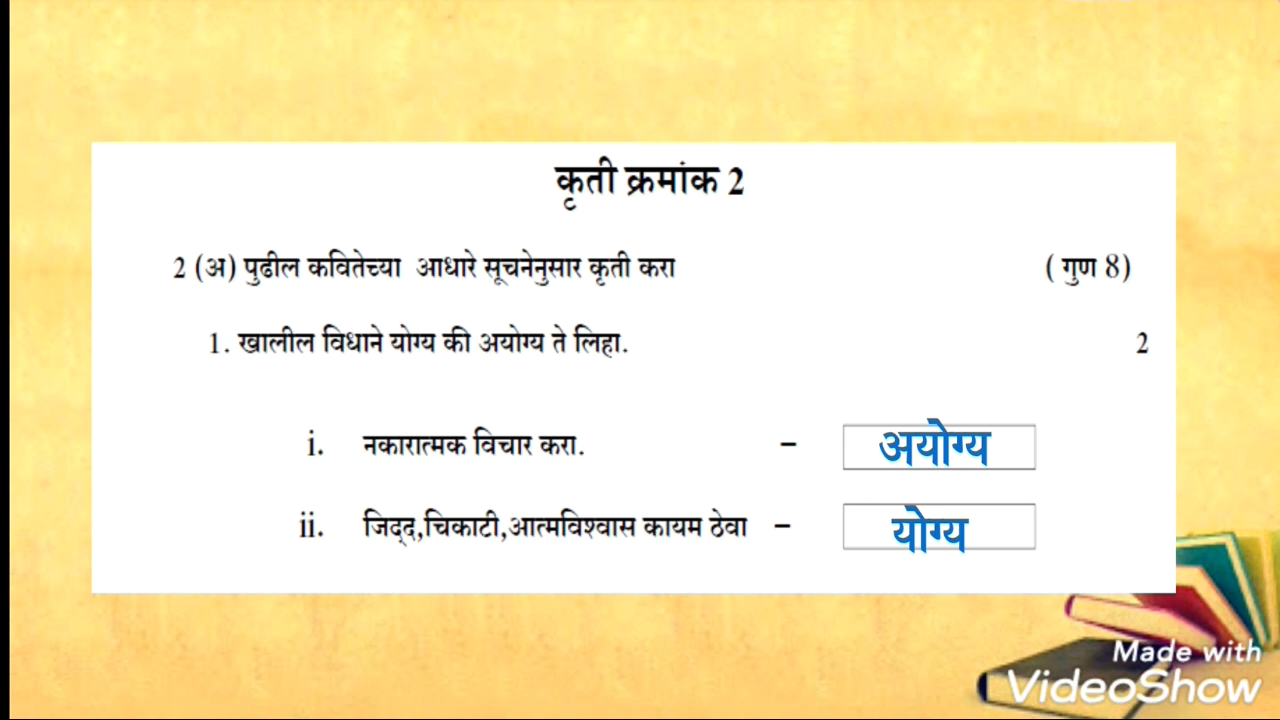 कृती क्रमांक 2
2 (अ) पुढील कवितेच्या आधारे सूचनेनुसार कृती करा ( गुण 8)
1. खालील विधाने योग्य की अयोग्य ते लिहा. 2
i. नकारात्मक विचार करा. – अयोग्य
ii. जिद्द,चिकाटी,आत्मविश्वास कायम ठेवा – योग्य
Made with
VideoShow